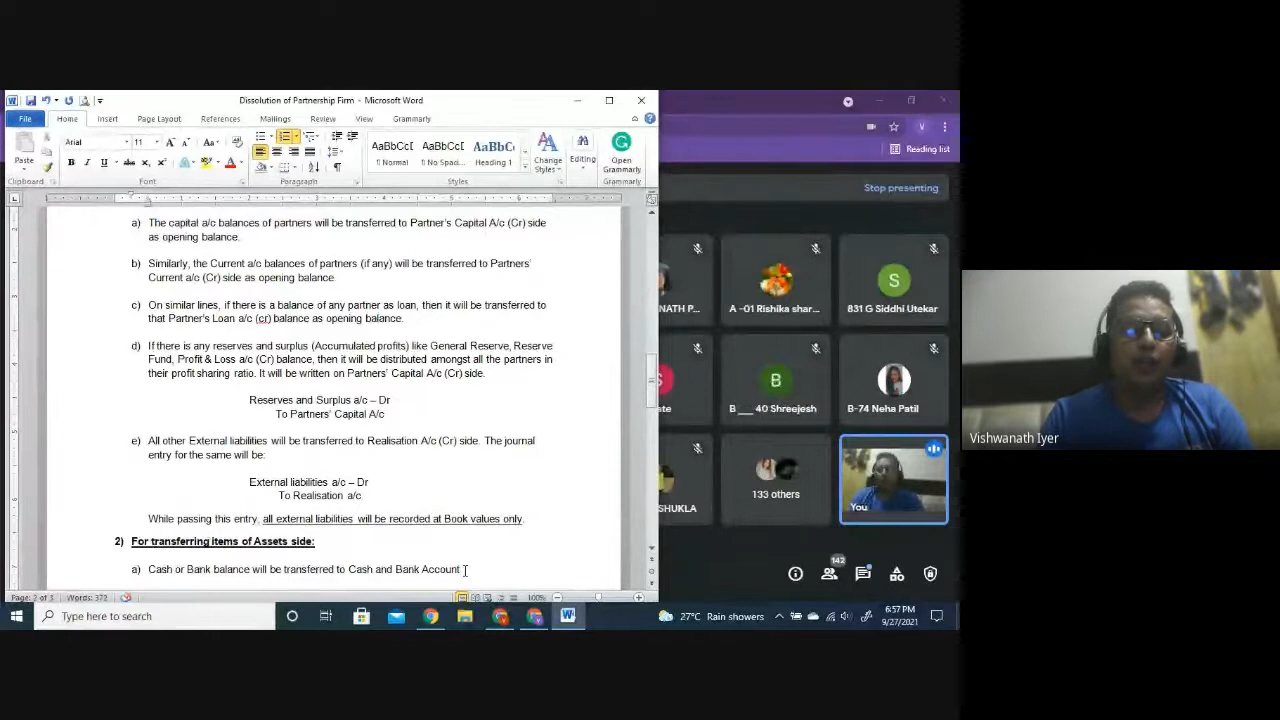 Dissolution of Partnership Firm - Microsoft Word
File
Home
Insert
Page Layout
References
Mailings
Review
View
Grammarly
Reading list
Paste
Arial
11
AaBbCcI
AaBbCcI
AaBbC
¶ Normal
¶ No Spaci...
Heading 1
Change
Styles
Editing
Open
Grammarly
Clipboard
Font
Paragraph
Styles
Grammarly
Stop presenting
a) The capital a/c balances of partners will be transferred to Partner's Capital A/c (Cr) side
as opening balance.
b) Similarly, the Current a/c balances of partners (if any) will be transferred to Partners'
Current a/c (Cr) side as opening balance.
c) On similar lines, if there is a balance of any partner as loan, then it will be transferred to
that Partner's Loan a/c (cr) balance as opening balance.
d) If there is any reserves and surplus (Accumulated profits) like General Reserve, Reserve
Fund, Profit & Loss a/c (Cr) balance, then it will be distributed amongst all the partners in
their profit sharing ratio. It will be written on Partners' Capital A/c (Cr) side.
Reserves and Surplus a/c – Dr
To Partners' Capital A/c
e) All other External liabilities will be transferred to Realisation A/c (Cr) side. The journal
entry for the same will be:
External liabilities a/c – Dr
To Realisation a/c
While passing this entry, all external liabilities will be recorded at Book values only.
2) For transferring items of Assets side:
a) Cash or Bank balance will be transferred to Cash and Bank Account
NATH P...
A -01 Rishika shar...
S
831 G Siddhi Utekar
ate
B
B ___ 40 Shreejesh
B-74 Neha Patil
SHUKLA
133 others
You
142
Vishwanath Iyer
Page: 2 of 3
Words: 372
100%
Type here to search
27°C Rain showers
6:57 PM
9/27/2021